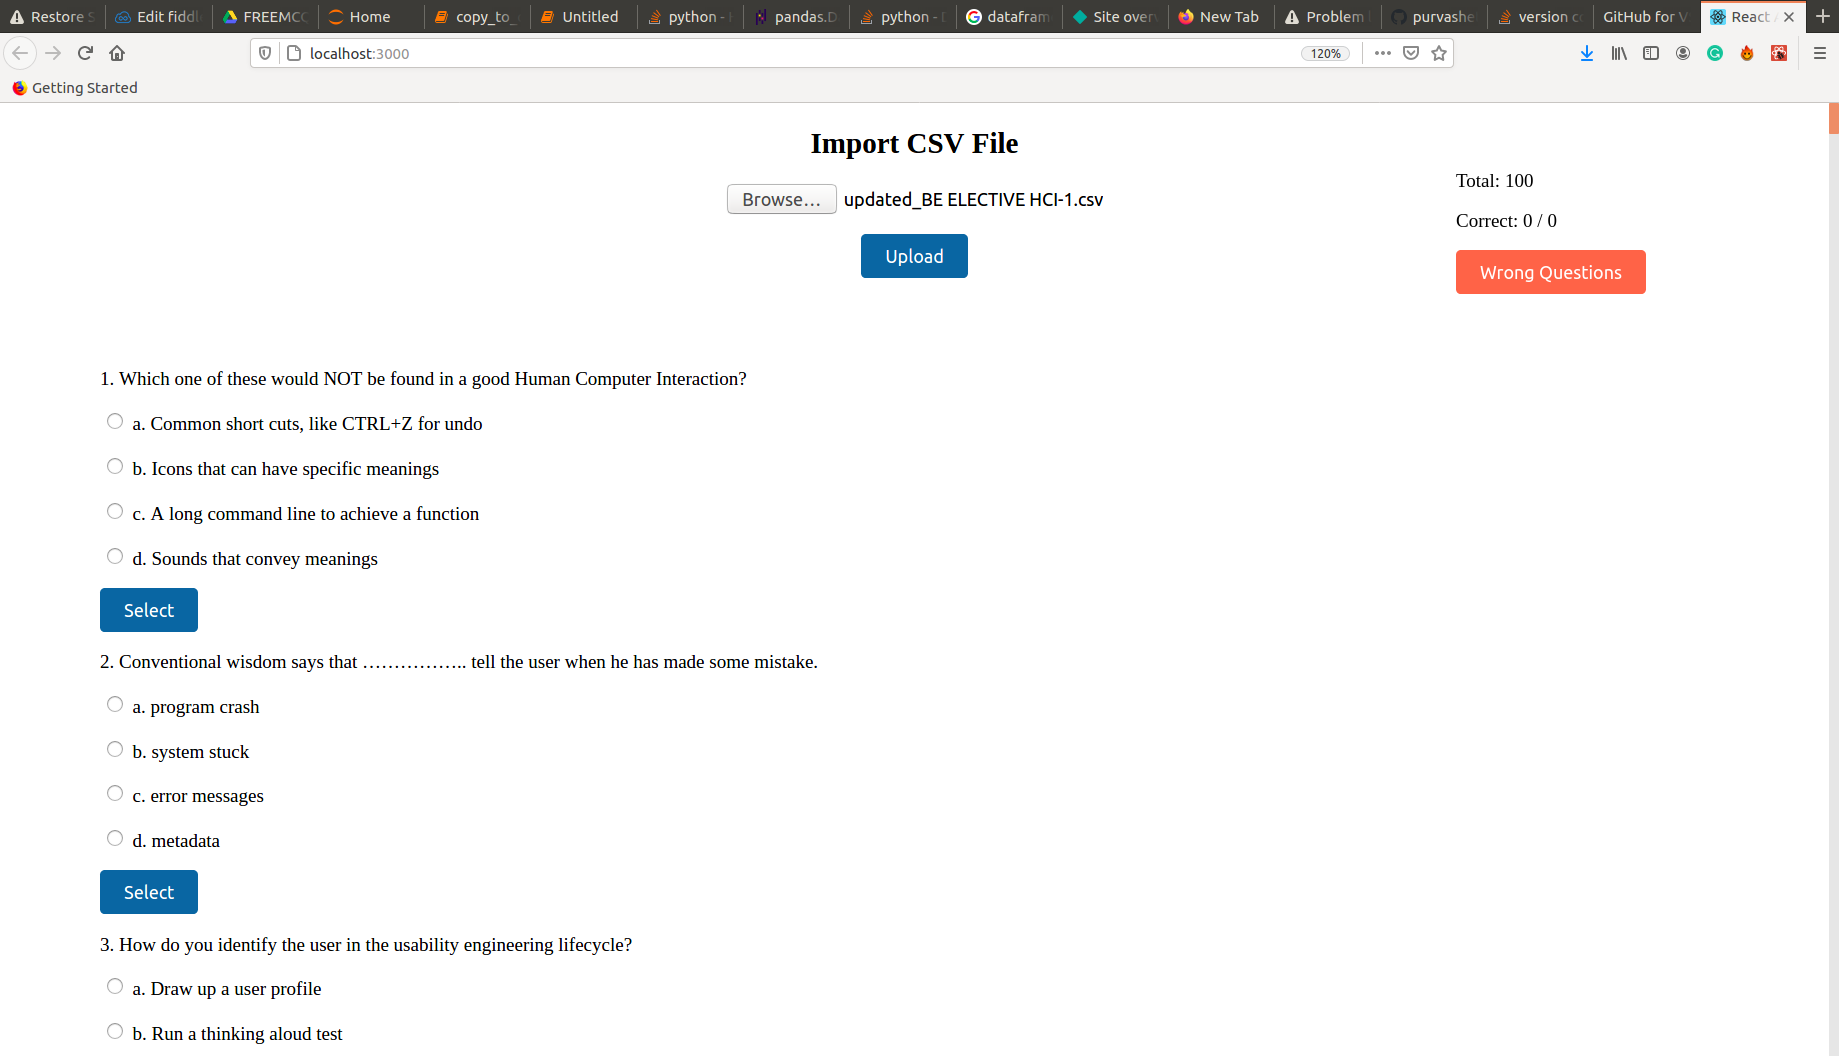 Restore S
Edit fiddl
FREEMCC
Home
copy_to_
Untitled
python -
pandas.D
python -
datafram
Site over
New Tab
Problem
purvashe
version co
GitHub for V
React
localhost:3000
120%
Getting Started
Import CSV File
Browse... updated_BE ELECTIVE HCI-1.csv
Upload
Total: 100
Correct: 0 / 0
Wrong Questions
1. Which one of these would NOT be found in a good Human Computer Interaction?
a. Common short cuts, like CTRL+Z for undo
b. Icons that can have specific meanings
c. A long command line to achieve a function
d. Sounds that convey meanings
Select
2. Conventional wisdom says that …………….. tell the user when he has made some mistake.
a. program crash
b. system stuck
c. error messages
d. metadata
Select
3. How do you identify the user in the usability engineering lifecycle?
a. Draw up a user profile
b. Run a thinking aloud test